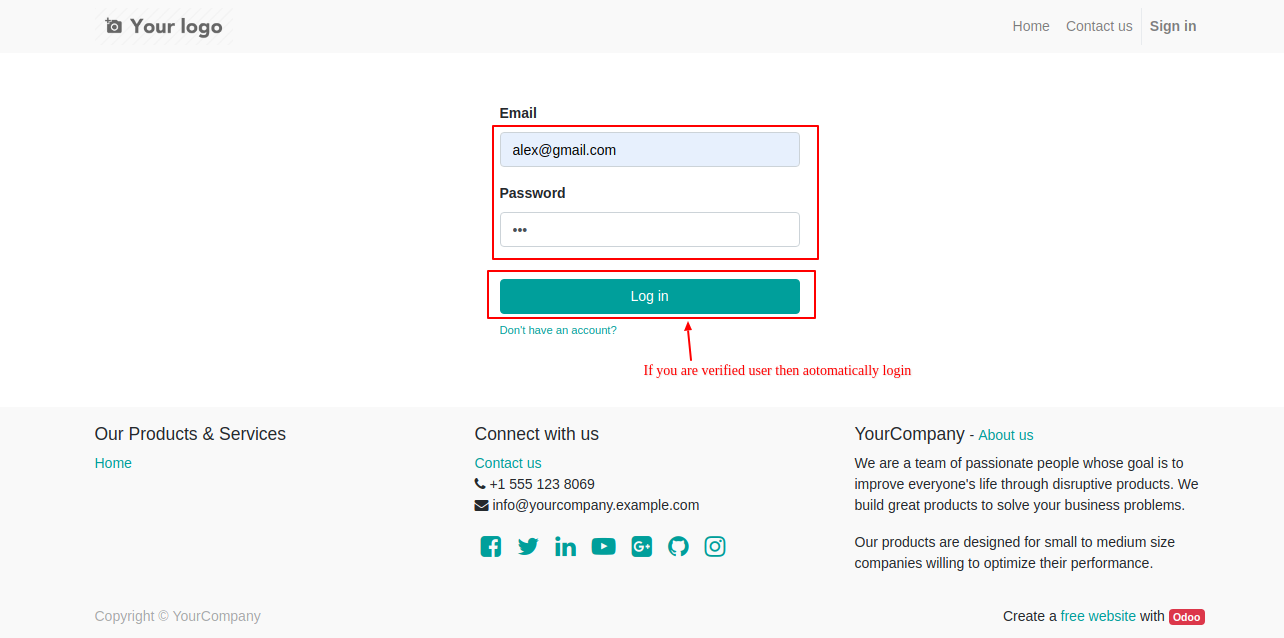 Your logo
Home Contact us Sign in
Email
alex@gmail.com
Password
•••
Log in
Don't have an account?
If you are verified user then aotomatically login
Our Products & Services
Home
Connect with us
Contact us
+1 555 123 8069
info@yourcompany.example.com
YourCompany - About us
We are a team of passionate people whose goal is to
improve everyone's life through disruptive products. We
build great products to solve your business problems.
Our products are designed for small to medium size
companies willing to optimize their performance.
Copyright © YourCompany
Create a free website with Odoo